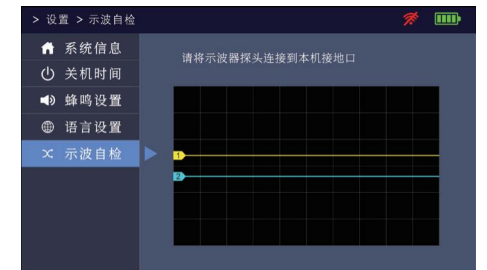 > 设置 > 示波自检
系统信息
关机时间
蜂鸣设置
语言设置
示波自检
请将示波器探头连接到本机接地口
1
2